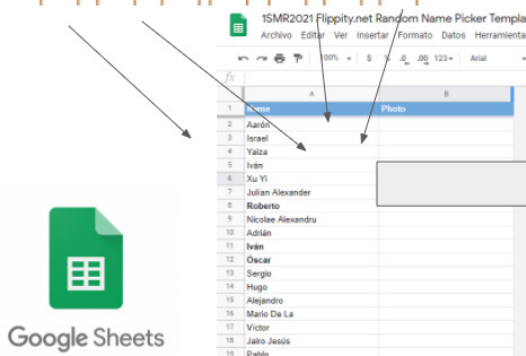 1SMR2021 Flippity.net Random Name Picker Templa
Archivo Editar Ver Insertar Formato Datos Herramienta
100% $ % .0 .00 123 Arial
fx
A B
1 Name Photo
2 Aarón
3 Israel
4 Yaiza
5 Iván
6 Xu Yi
7 Julian Alexander
8 Roberto
9 Nicolae Alexandru
10 Adrián
11 Iván
12 Óscar
13 Sergio
14 Hugo
15 Alejandro
16 Mario De La
17 Victor
18 Jairo Jesús
19 Pablo
Google Sheets